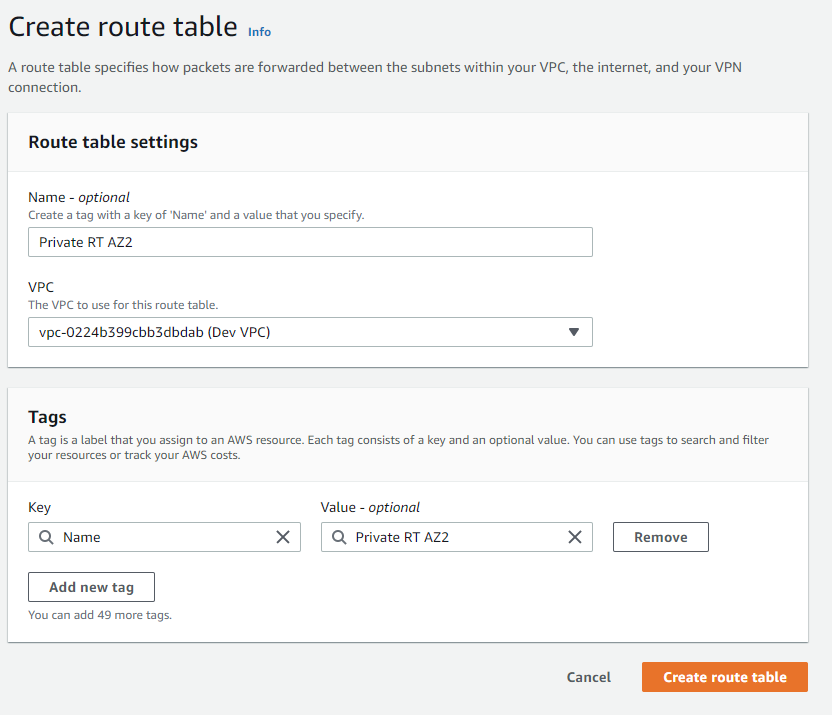 Create route table Info
A route table specifies how packets are forwarded between the subnets within your VPC, the internet, and your VPN
connection.
Route table settings
Name - optional
Create a tag with a key of 'Name' and a value that you specify.
Private RT AZ2
VPC
The VPC to use for this route table.
vpc-0224b399cbb3dbdab (Dev VPC)
Tags
A tag is a label that you assign to an AWS resource. Each tag consists of a key and an optional value. You can use tags to search and filter
your resources or track your AWS costs.
Key Value - optional
Name Private RT AZ2 Remove
Add new tag
You can add 49 more tags.
Cancel Create route table